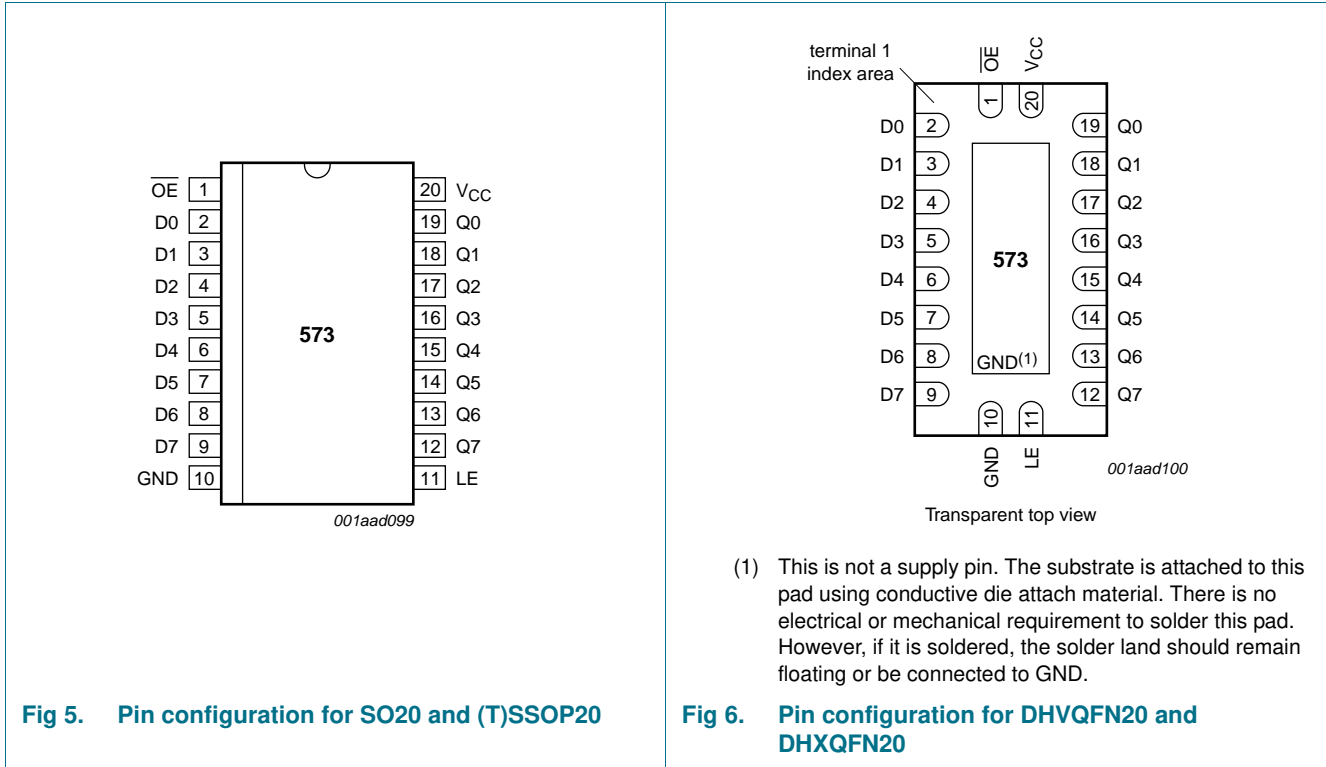 OE 1 20 VCC
D0 2 19 Q0
D1 3 18 Q1
D2 4 17 Q2
D3 5 16 Q3
573
D4 6 15 Q4
D5 7 14 Q5
D6 8 13 Q6
D7 9 12 Q7
GND 10 11 LE
001aad099
Fig 5. Pin configuration for SO20 and (T)SSOP20
terminal 1
index area
OE VCC
1 20
D0 2 19 Q0
D1 3 18 Q1
D2 4 17 Q2
D3 5 16 Q3
573
D4 6 15 Q4
D5 7 14 Q5
D6 8 GND(1) 13 Q6
D7 9 12 Q7
10 11
GND LE
001aad100
Transparent top view
(1) This is not a supply pin. The substrate is attached to this
pad using conductive die attach material. There is no
electrical or mechanical requirement to solder this pad.
However, if it is soldered, the solder land should remain
floating or be connected to GND.
Fig 6. Pin configuration for DHVQFN20 and
DHXQFN20